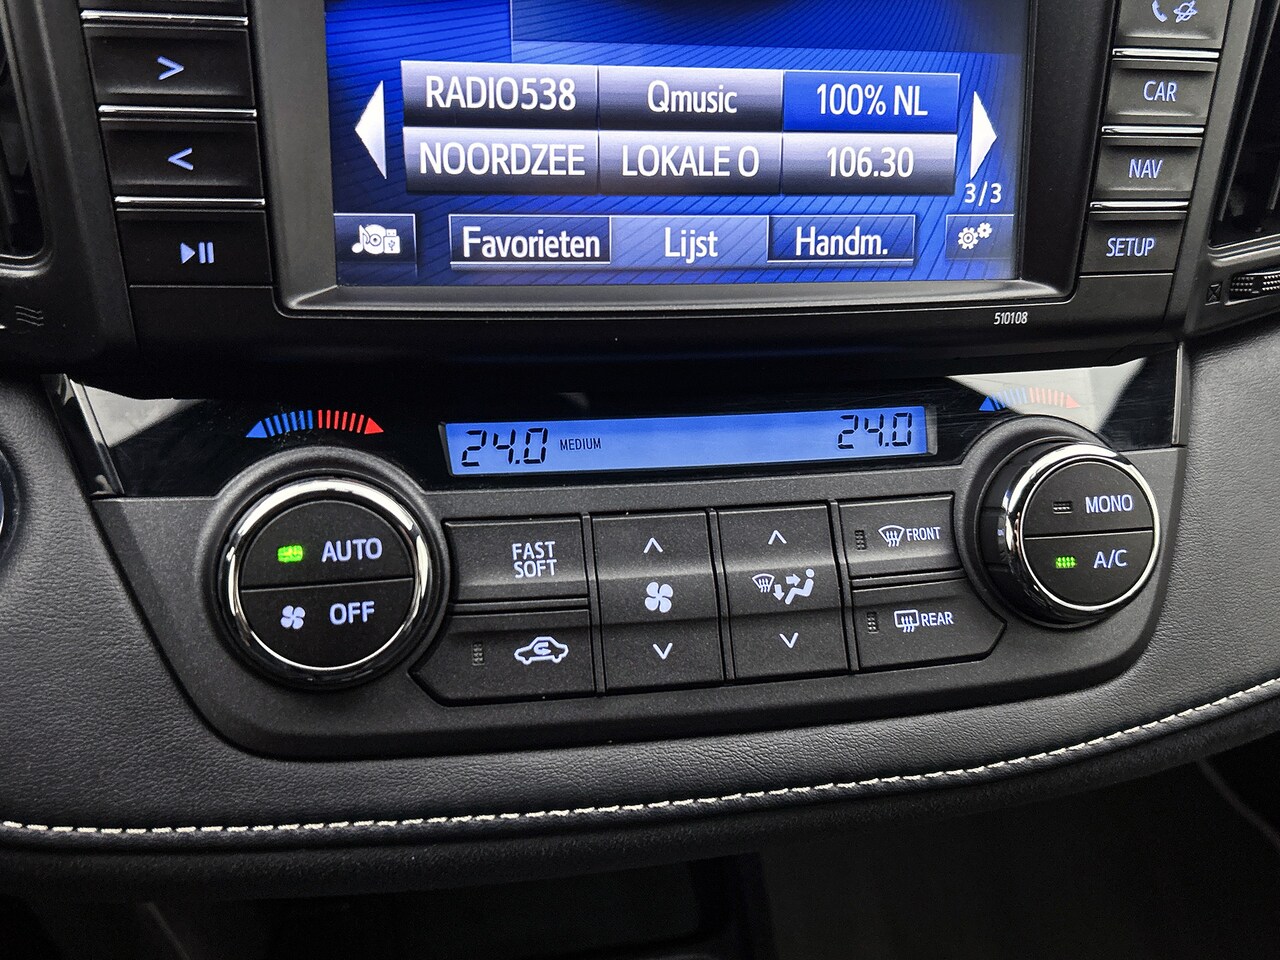 RADIO538 Qmusic 100% NL
NOORDZEE LOKALE O 106.30
3/3
Favorieten Lijst Handm.
CAR
NAV
SETUP
510108
24.0 MEDIUM 24.0
AUTO
OFF
FAST
SOFT
FRONT
REAR
MONO
A/C